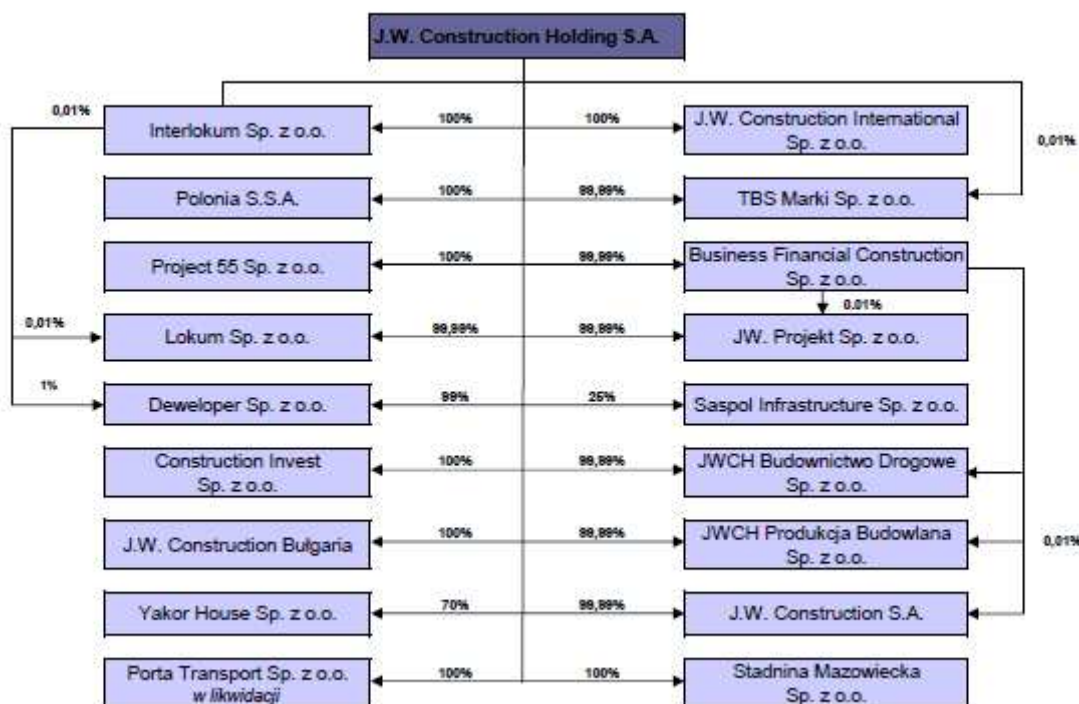 J.W. Construction Holding S.A.
0,01%
Interlokum Sp. z o.o.
100%
100%
J.W. Construction International
Sp. z o.o.
0,01%
Polonia S.S.A.
100%
99,99%
TBS Marki Sp. z o.o.
Project 55 Sp. z o.o.
100%
99,99%
Business Financial Construction
Sp. z o.o.
0.01%
0,01%
Lokum Sp. z o.o.
99,99%
99,99%
JW. Projekt Sp. z o.o.
1%
Deweloper Sp. z o.o.
99%
25%
Saspol Infrastructure Sp. z o.o.
Construction Invest
Sp. z o.o.
100%
99,99%
JWCH Budownictwo Drogowe
Sp. z o.o.
J.W. Construction Bułgaria
100%
99,99%
JWCH Produkcja Budowlana
Sp. z o.o.
0,01%
Yakor House Sp. z o.o.
70%
99,99%
J.W. Construction S.A.
Porta Transport Sp. z o.o.
w likwidacji
100%
100%
Stadnina Mazowiecka
Sp. z o.o.